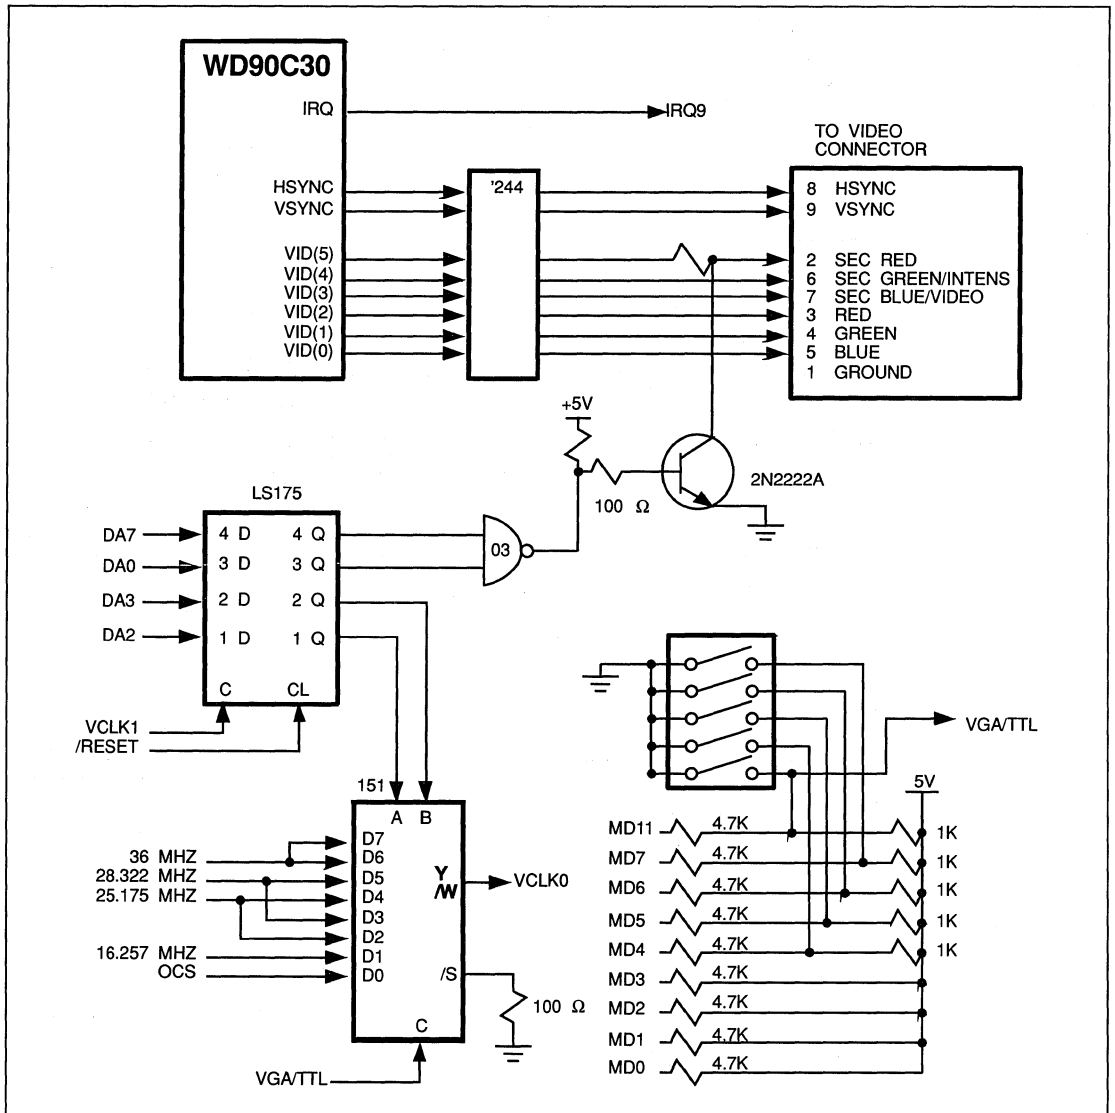 WD90C30
IRQ
IRQ9
TO VIDEO
CONNECTOR
HSYNC
VSYNC
'244
8 HSYNC
9 VSYNC
VID(5)
VID(4)
VID(3)
VID(2)
VID(1)
VID(0)
2 SEC RED
6 SEC GREEN/INTENS
7 SEC BLUE/VIDEO
3 RED
4 GREEN
5 BLUE
1 GROUND
+5V
100 Ω
2N2222A
LS175
DA7
DA0
DA3
DA2
4 D 4 Q
3 D 3 Q
2 D 2 Q
1 D 1 Q
C CL
03
VCLK1
/RESET
VGA/TTL
151
A B
36 MHZ
28.322 MHZ
25.175 MHZ
16.257 MHZ
OCS
D7
D6
D5
D4
D3
D2
D1
D0
Y
/W
VCLK0
/S
100 Ω
C
VGA/TTL
5V
MD11 4.7K 1K
MD7 4.7K 1K
MD6 4.7K 1K
MD5 4.7K 1K
MD4 4.7K 1K
MD3 4.7K
MD2 4.7K
MD1 4.7K
MD0 4.7K